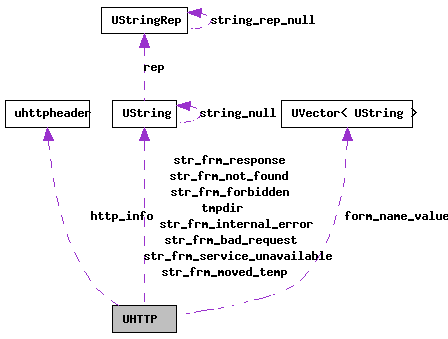 UStringRep
string_rep_null
rep
uhttpheader
UString
string_null
UVector< UString >
str_frm_response
str_frm_not_found
str_frm_forbidden
tmpdir
http_info
form_name_value
str_frm_internal_error
str_frm_bad_request
str_frm_service_unavailable
str_frm_moved_temp
UHTTP